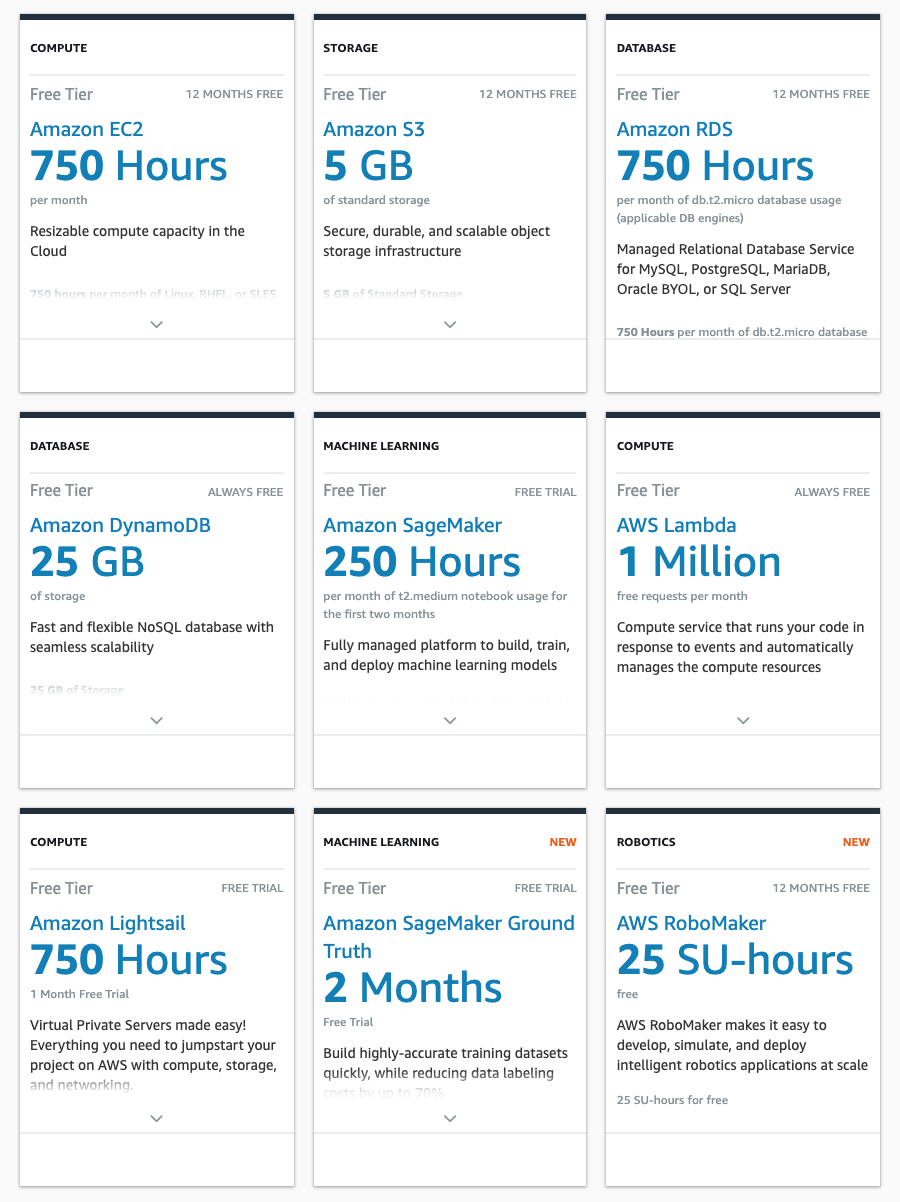 COMPUTE
Free Tier 12 MONTHS FREE
Amazon EC2
750 Hours
per month
Resizable compute capacity in the
Cloud
750 hours per month of Linux, RHEL, or SLES
STORAGE
Free Tier 12 MONTHS FREE
Amazon S3
5 GB
of standard storage
Secure, durable, and scalable object
storage infrastructure
5 GB of Standard Storage
DATABASE
Free Tier 12 MONTHS FREE
Amazon RDS
750 Hours
per month of db.t2.micro database usage
(applicable DB engines)
Managed Relational Database Service
for MySQL, PostgreSQL, MariaDB,
Oracle BYOL, or SQL Server
750 Hours per month of db.t2.micro database
DATABASE
Free Tier ALWAYS FREE
Amazon DynamoDB
25 GB
of storage
Fast and flexible NoSQL database with
seamless scalability
25 GB of Storage
MACHINE LEARNING
Free Tier FREE TRIAL
Amazon SageMaker
250 Hours
per month of t2.medium notebook usage for
the first two months
Fully managed platform to build, train,
and deploy machine learning models
COMPUTE
Free Tier ALWAYS FREE
AWS Lambda
1 Million
free requests per month
Compute service that runs your code in
response to events and automatically
manages the compute resources
COMPUTE
Free Tier FREE TRIAL
Amazon Lightsail
750 Hours
1 Month Free Trial
Virtual Private Servers made easy!
Everything you need to jumpstart your
project on AWS with compute, storage,
and networking.
MACHINE LEARNING NEW
Free Tier FREE TRIAL
Amazon SageMaker Ground
Truth
2 Months
Free Trial
Build highly-accurate training datasets
quickly, while reducing data labeling
costs by up to 70%
ROBOTICS NEW
Free Tier 12 MONTHS FREE
AWS RoboMaker
25 SU-hours
free
AWS RoboMaker makes it easy to
develop, simulate, and deploy
intelligent robotics applications at scale
25 SU-hours for free